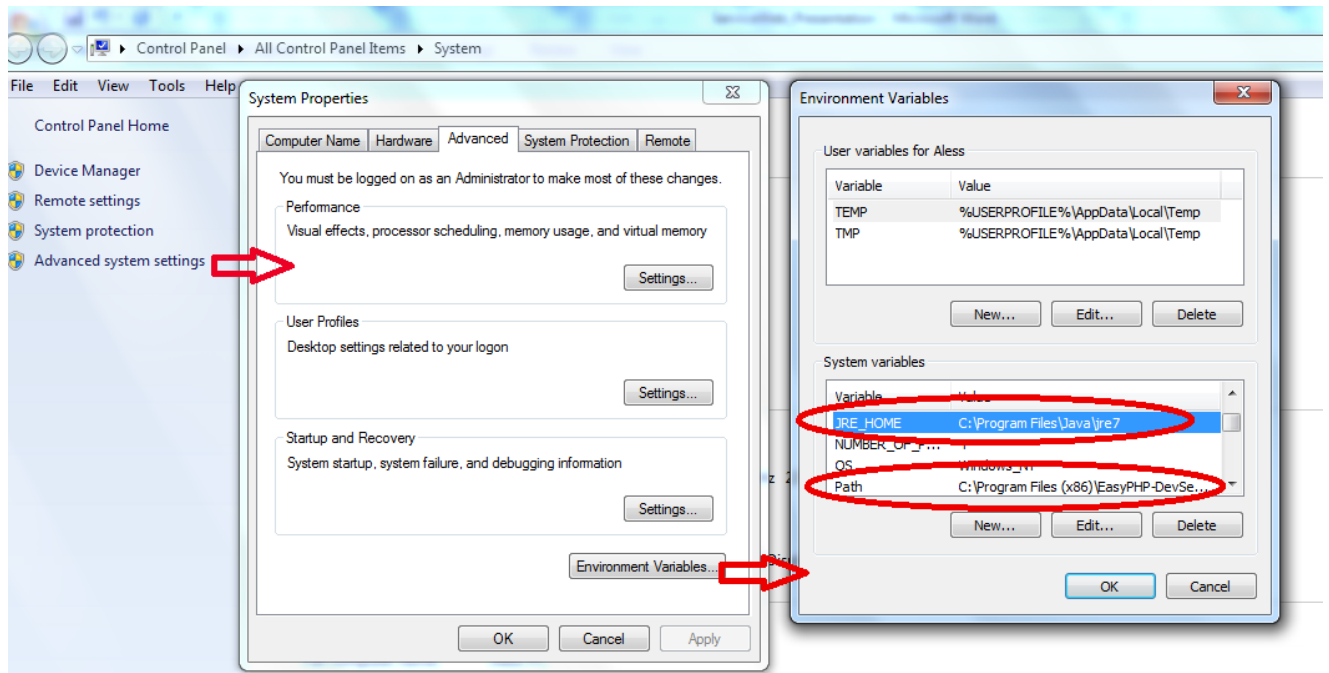 Control Panel ▸ All Control Panel Items ▸ System
File Edit View Tools Help
Control Panel Home
Device Manager
Remote settings
System protection
Advanced system settings
System Properties
Computer Name Hardware Advanced System Protection Remote
You must be logged on as an Administrator to make most of these changes.
Performance
Visual effects, processor scheduling, memory usage, and virtual memory
Settings...
User Profiles
Desktop settings related to your logon
Settings...
Startup and Recovery
System startup, system failure, and debugging information
Settings...
Environment Variables...
OK Cancel Apply
Environment Variables
User variables for Aless
Variable Value
TEMP %USERPROFILE%\AppData\Local\Temp
TMP %USERPROFILE%\AppData\Local\Temp
New... Edit... Delete
System variables
Variable Value
JRE_HOME C:\Program Files\Java\jre7
NUMBER_OF_P...
OS Windows_NT
Path C:\Program Files (x86)\EasyPHP-DevSe...
New... Edit... Delete
OK Cancel